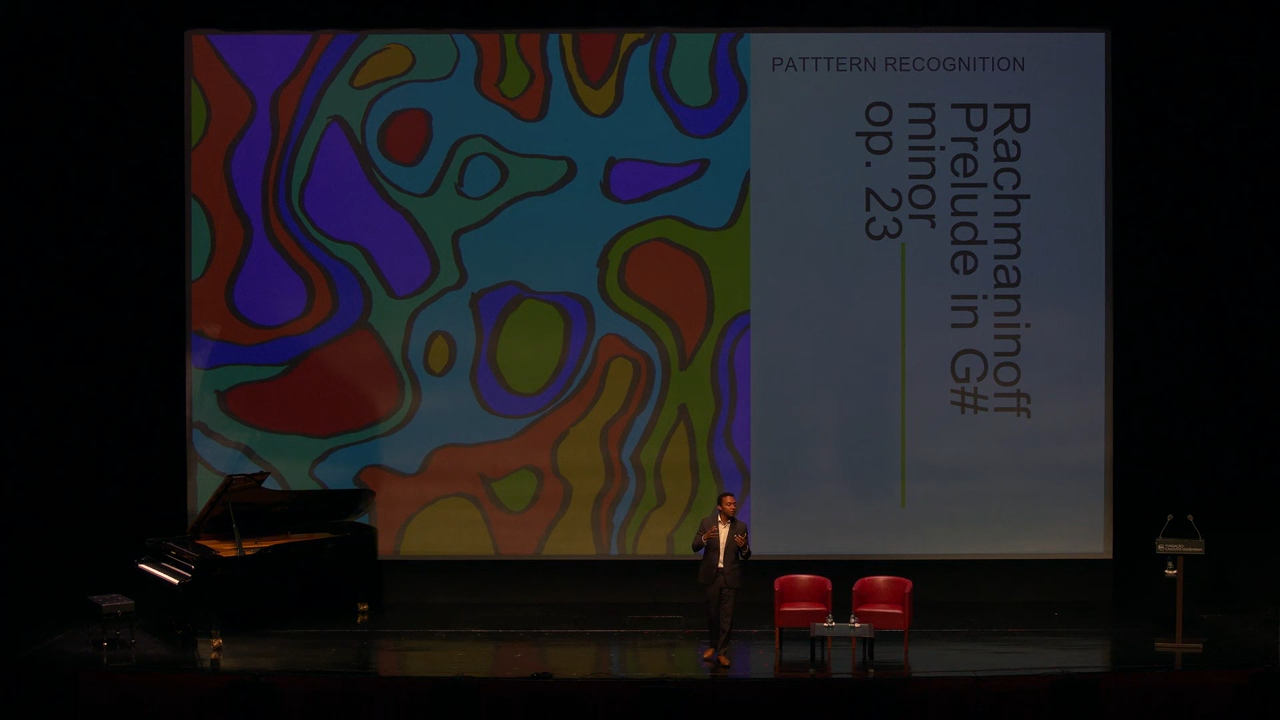 PATTTERN RECOGNITION
Rachmaninoff
Prelude in G#
minor
op. 23